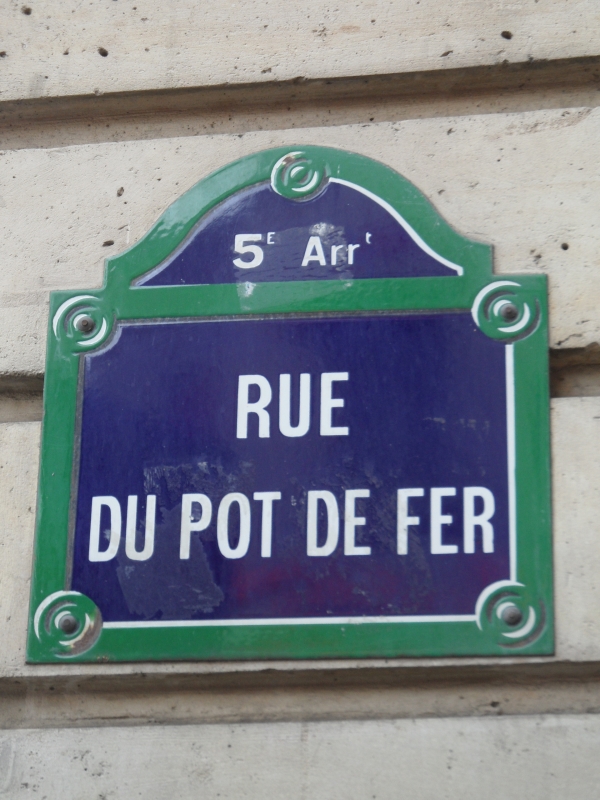 5E Arrt
RUE
DU POT DE FER